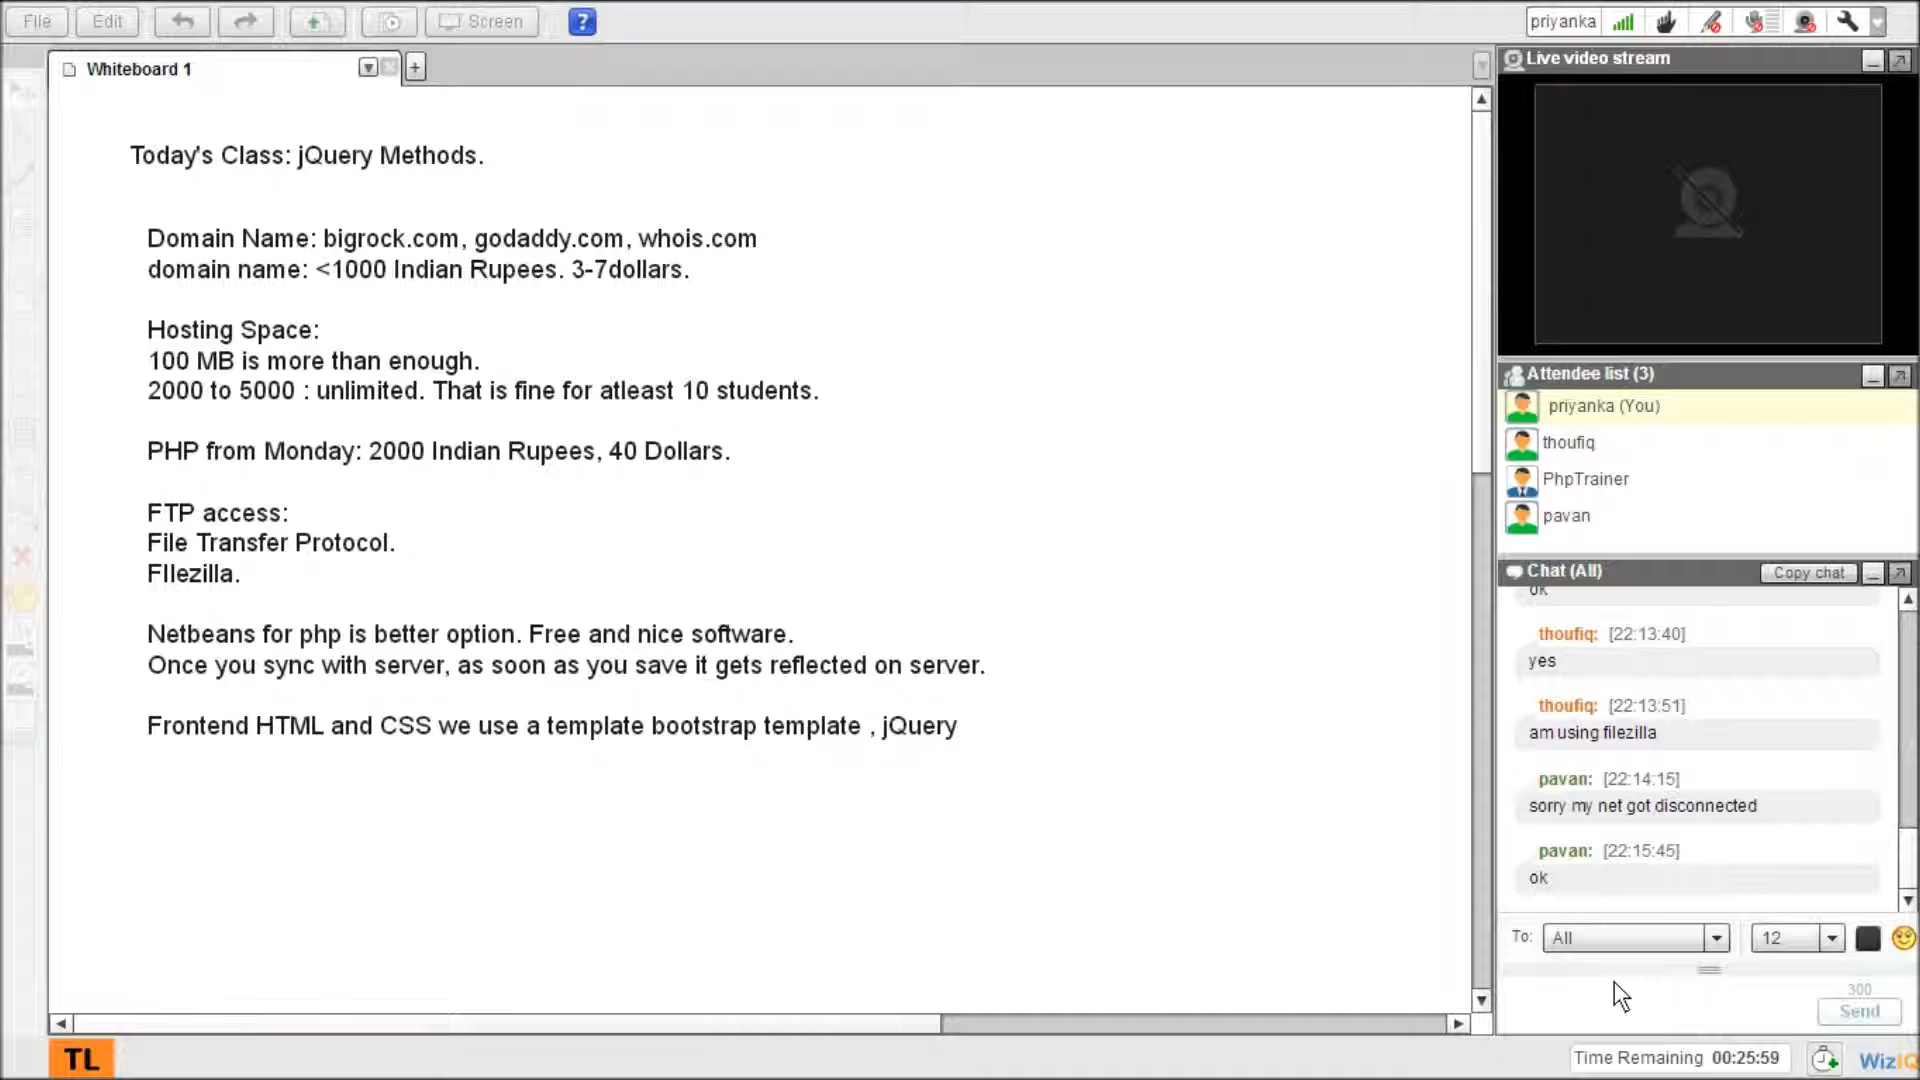 File
Edit
Screen
?
priyanka
Whiteboard 1
+
Today's Class: jQuery Methods.
Domain Name: bigrock.com, godaddy.com, whois.com
domain name: <1000 Indian Rupees. 3-7dollars.
Hosting Space:
100 MB is more than enough.
2000 to 5000 : unlimited. That is fine for atleast 10 students.
PHP from Monday: 2000 Indian Rupees, 40 Dollars.
FTP access:
File Transfer Protocol.
FIlezilla.
Netbeans for php is better option. Free and nice software.
Once you sync with server, as soon as you save it gets reflected on server.
Frontend HTML and CSS we use a template bootstrap template , jQuery
Live video stream
Attendee list (3)
priyanka (You)
thoufiq
PhpTrainer
pavan
Chat (All)
Copy chat
ok
thoufiq: [22:13:40]
yes
thoufiq: [22:13:51]
am using filezilla
pavan: [22:14:15]
sorry my net got disconnected
pavan: [22:15:45]
ok
To: All
12
300
Send
TL
Time Remaining 00:25:59
WizIQ